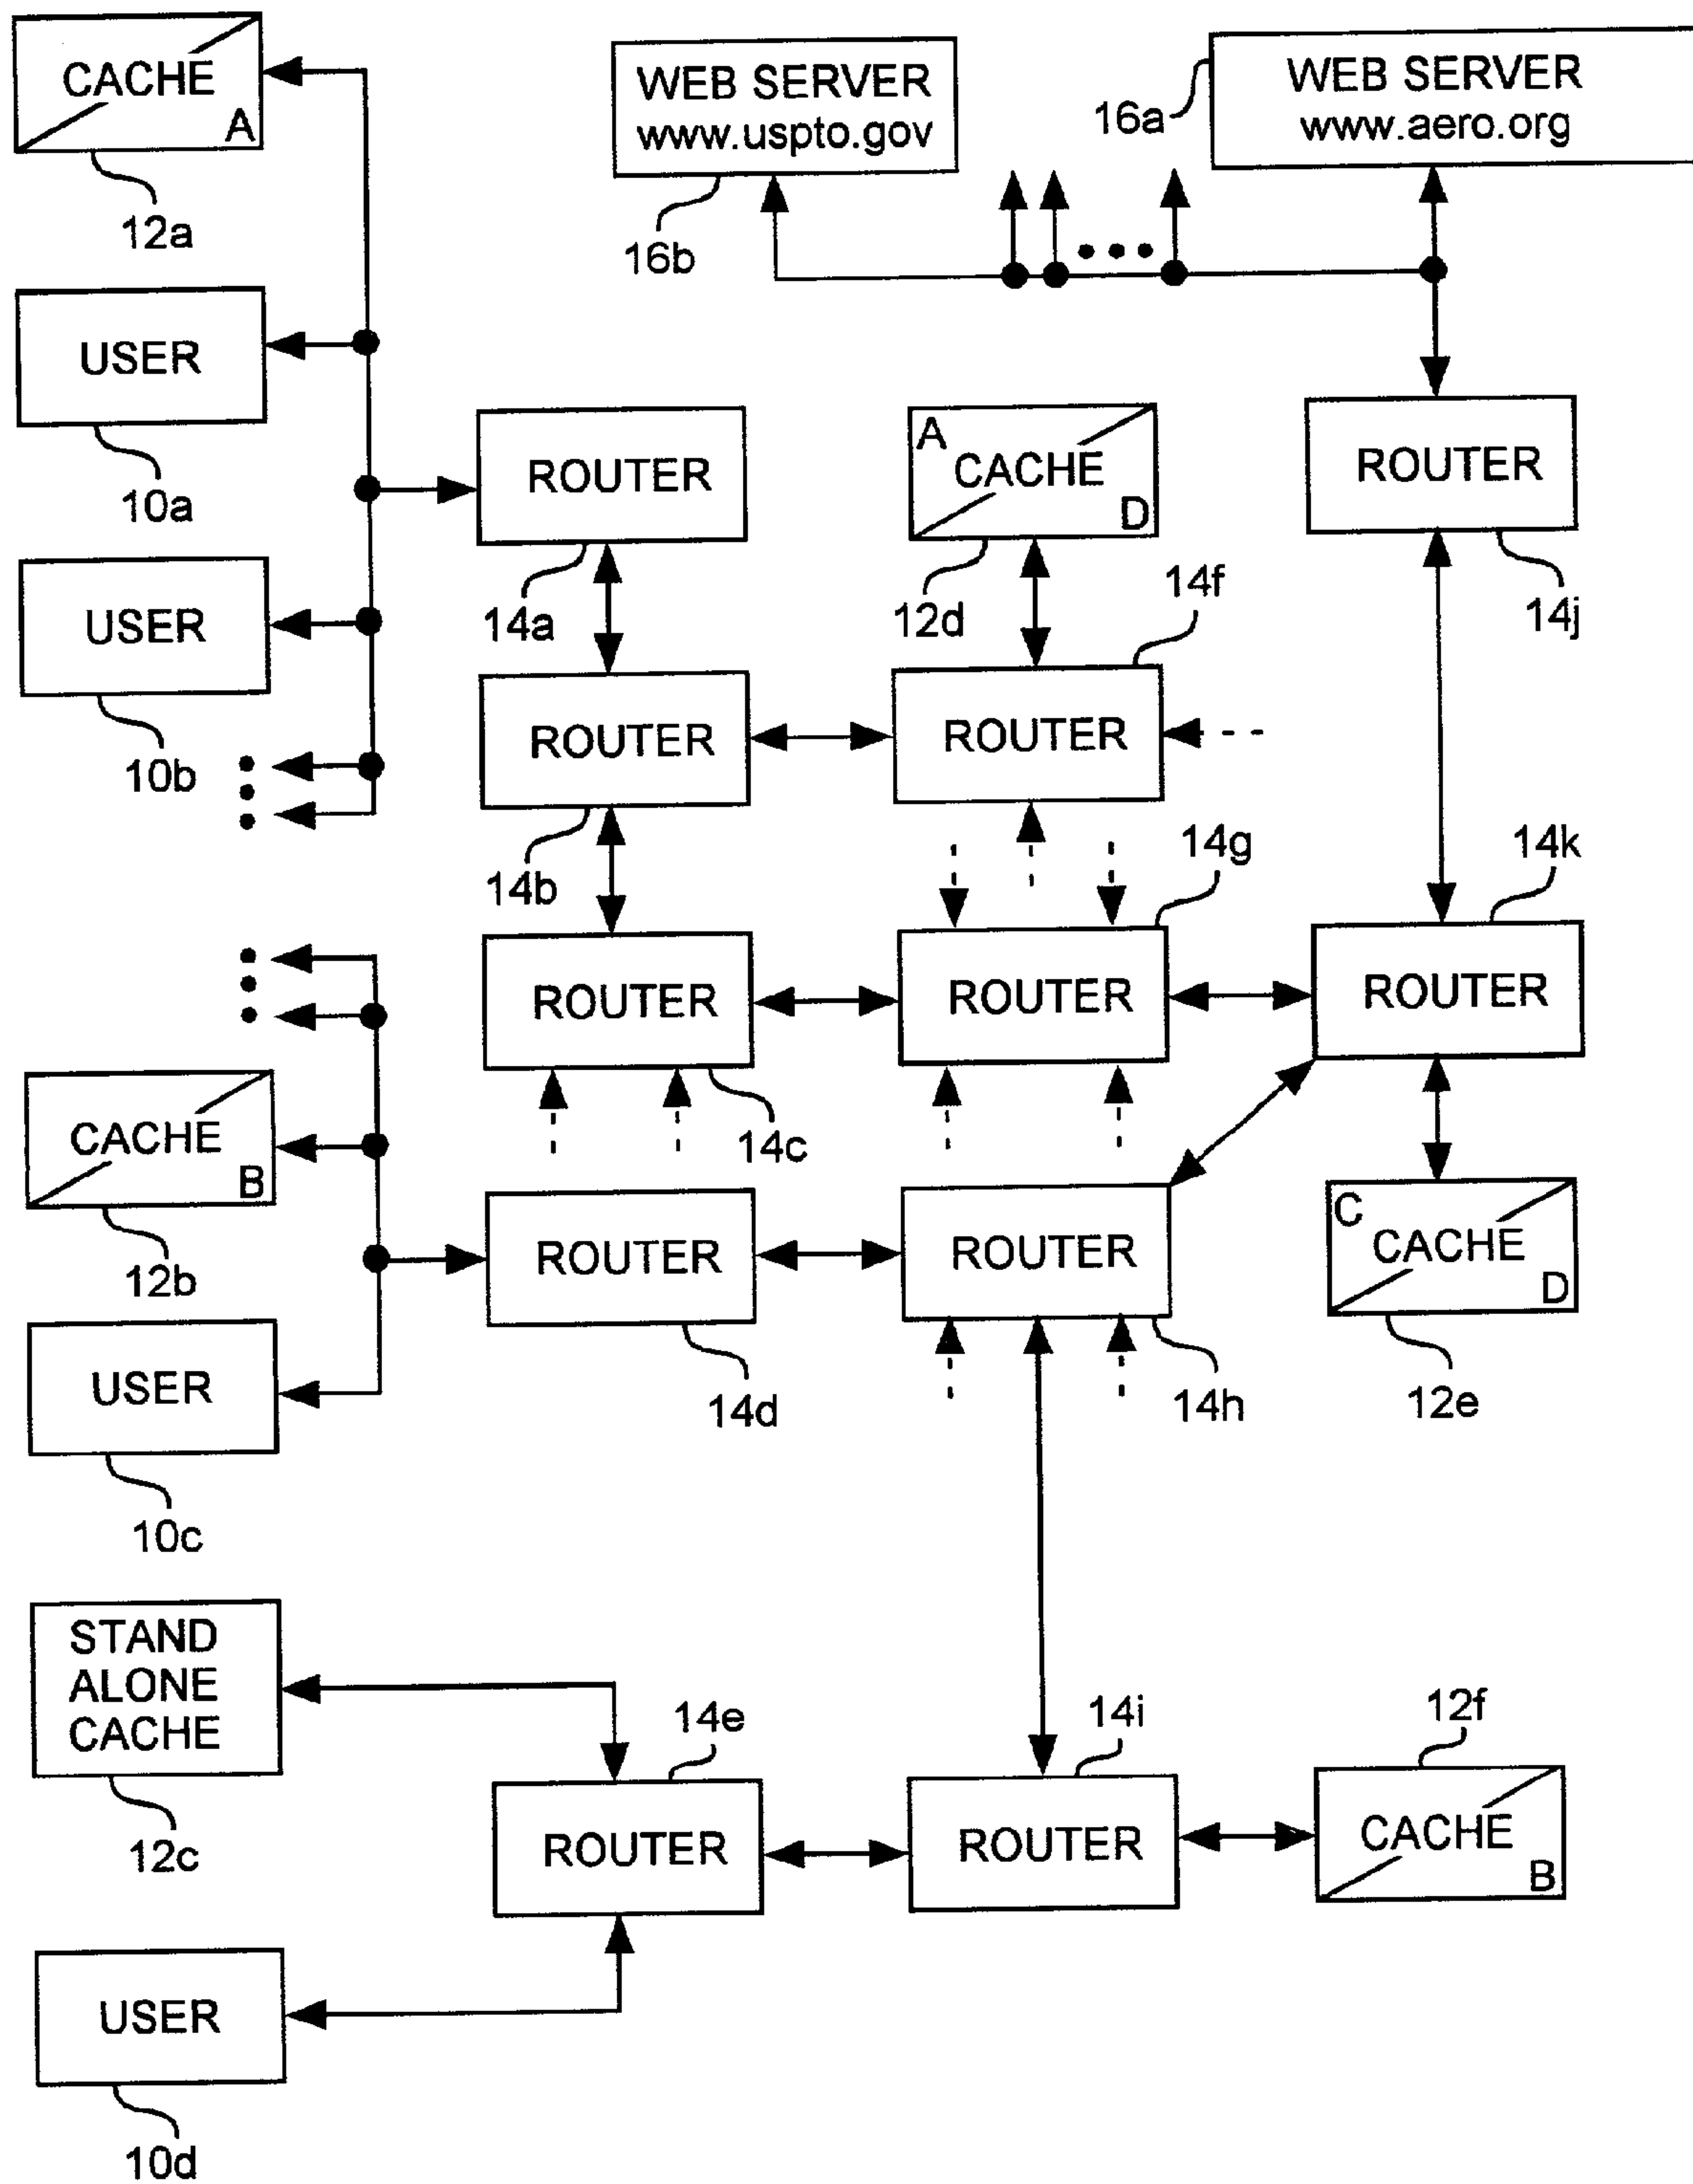 CACHE
A
12a
WEB SERVER
www.uspto.gov
16b
16a
WEB SERVER
www.aero.org
USER
10a
ROUTER
14a
A
CACHE
D
12d
ROUTER
14j
USER
10b
ROUTER
14b
14f
ROUTER
14g
14k
ROUTER
14c
ROUTER
ROUTER
CACHE
B
12b
ROUTER
14d
ROUTER
14h
C
CACHE
D
12e
USER
10c
STAND
ALONE
CACHE
12c
14e
ROUTER
14i
ROUTER
12f
CACHE
B
USER
10d